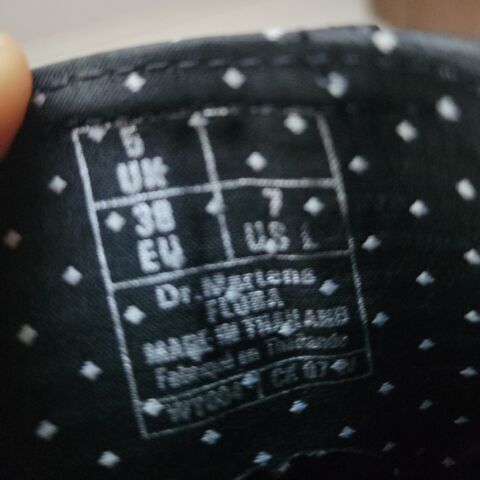 5
UK
38 7
EU US L
Dr. Martens
FLORA
MADE IN THAILAND
Fabriqué en Thaïlande